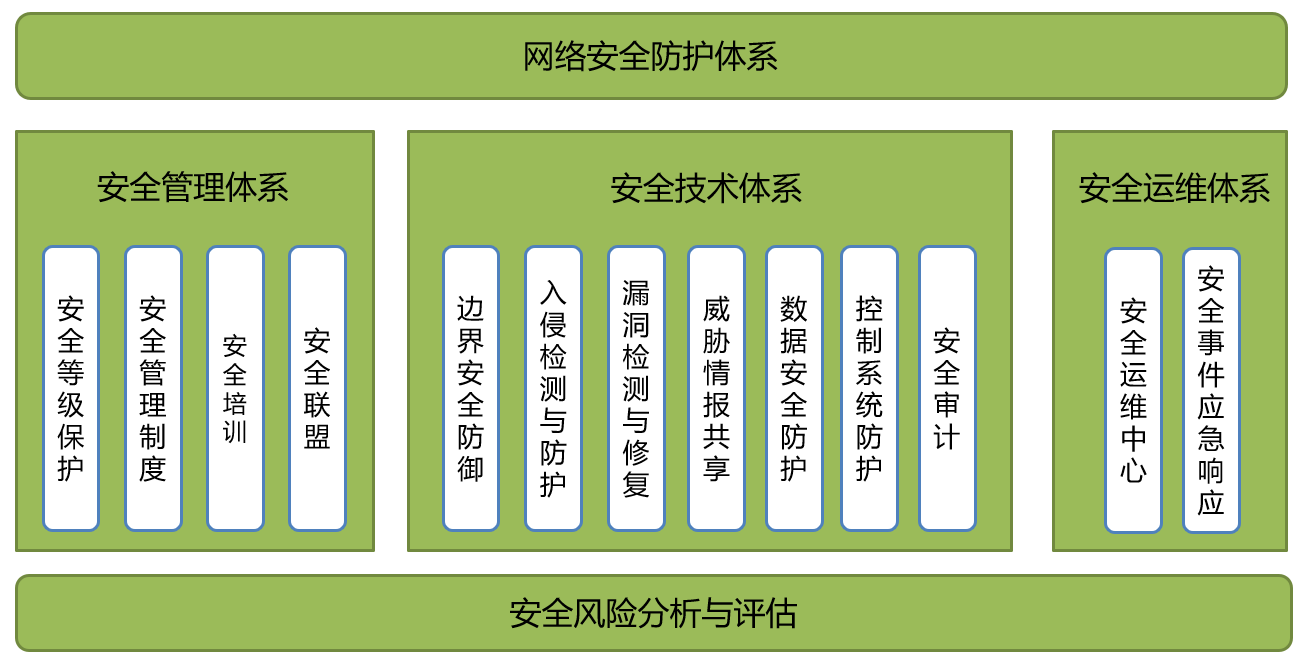 网络安全防护体系
安全管理体系
安全等级保护
安全管理制度
安全培训
安全联盟
安全技术体系
边界安全防御
入侵检测与防护
漏洞检测与修复
威胁情报共享
数据安全防护
控制系统防护
安全审计
安全运维体系
安全运维中心
安全事件应急响应
安全风险分析与评估